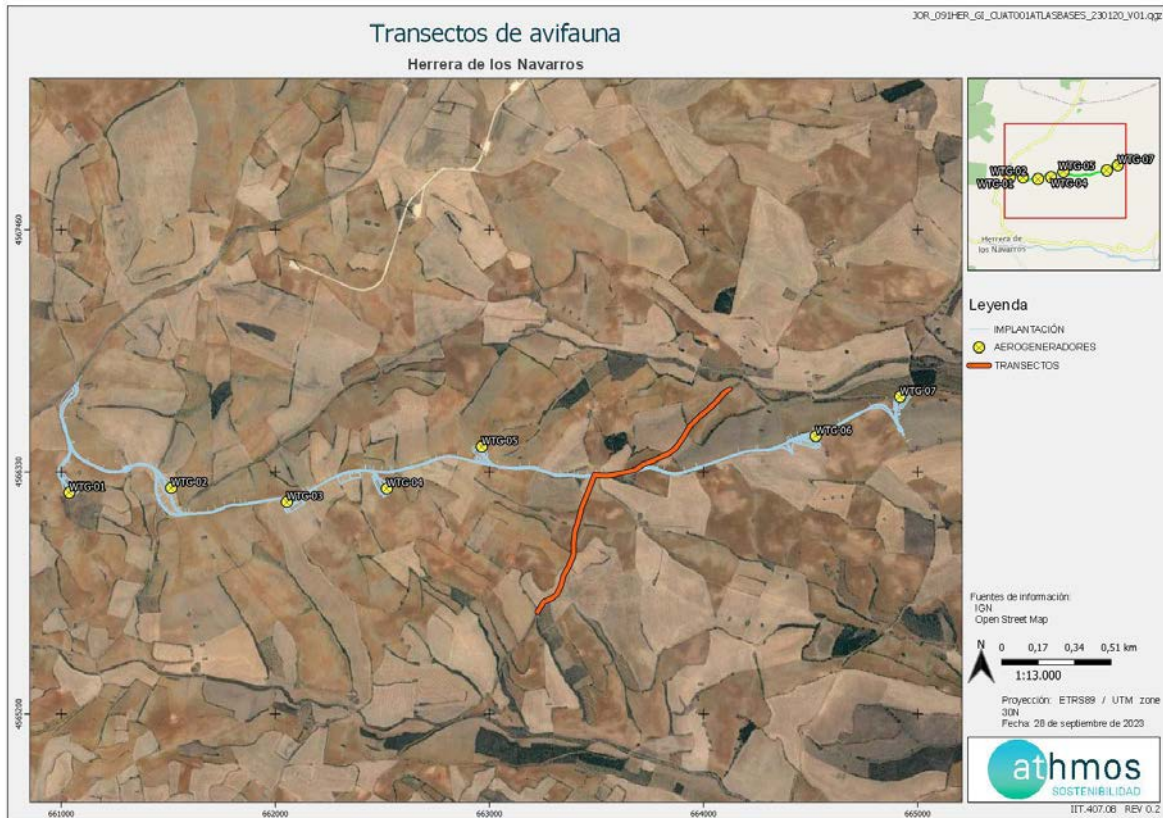 JOR_091HER_GI_CUAT001ATLASBASES_230120_V01.qgz
Transectos de avifauna
Herrera de los Navarros
4567460
4566330
4565200
WTG-01
WTG-02
WTG-03
WTG-04
WTG-05
WTG-06
WTG-07
661000
662000
663000
664000
665000
WTG-02
WTG-05
WTG-07
WTG-01
WTG-04
Herrera de
los Navarros
Leyenda
IMPLANTACIÓN
AEROGENERADORES
TRANSECTOS
Fuentes de información:
IGN
Open Street Map
N
0 0,17 0,34 0,51 km
1:13.000
Proyección: ETRS89 / UTM zone
30N
Fecha: 28 de septiembre de 2023
athmos
SOSTENIBILIDAD
IIT.407.08 REV 0.2